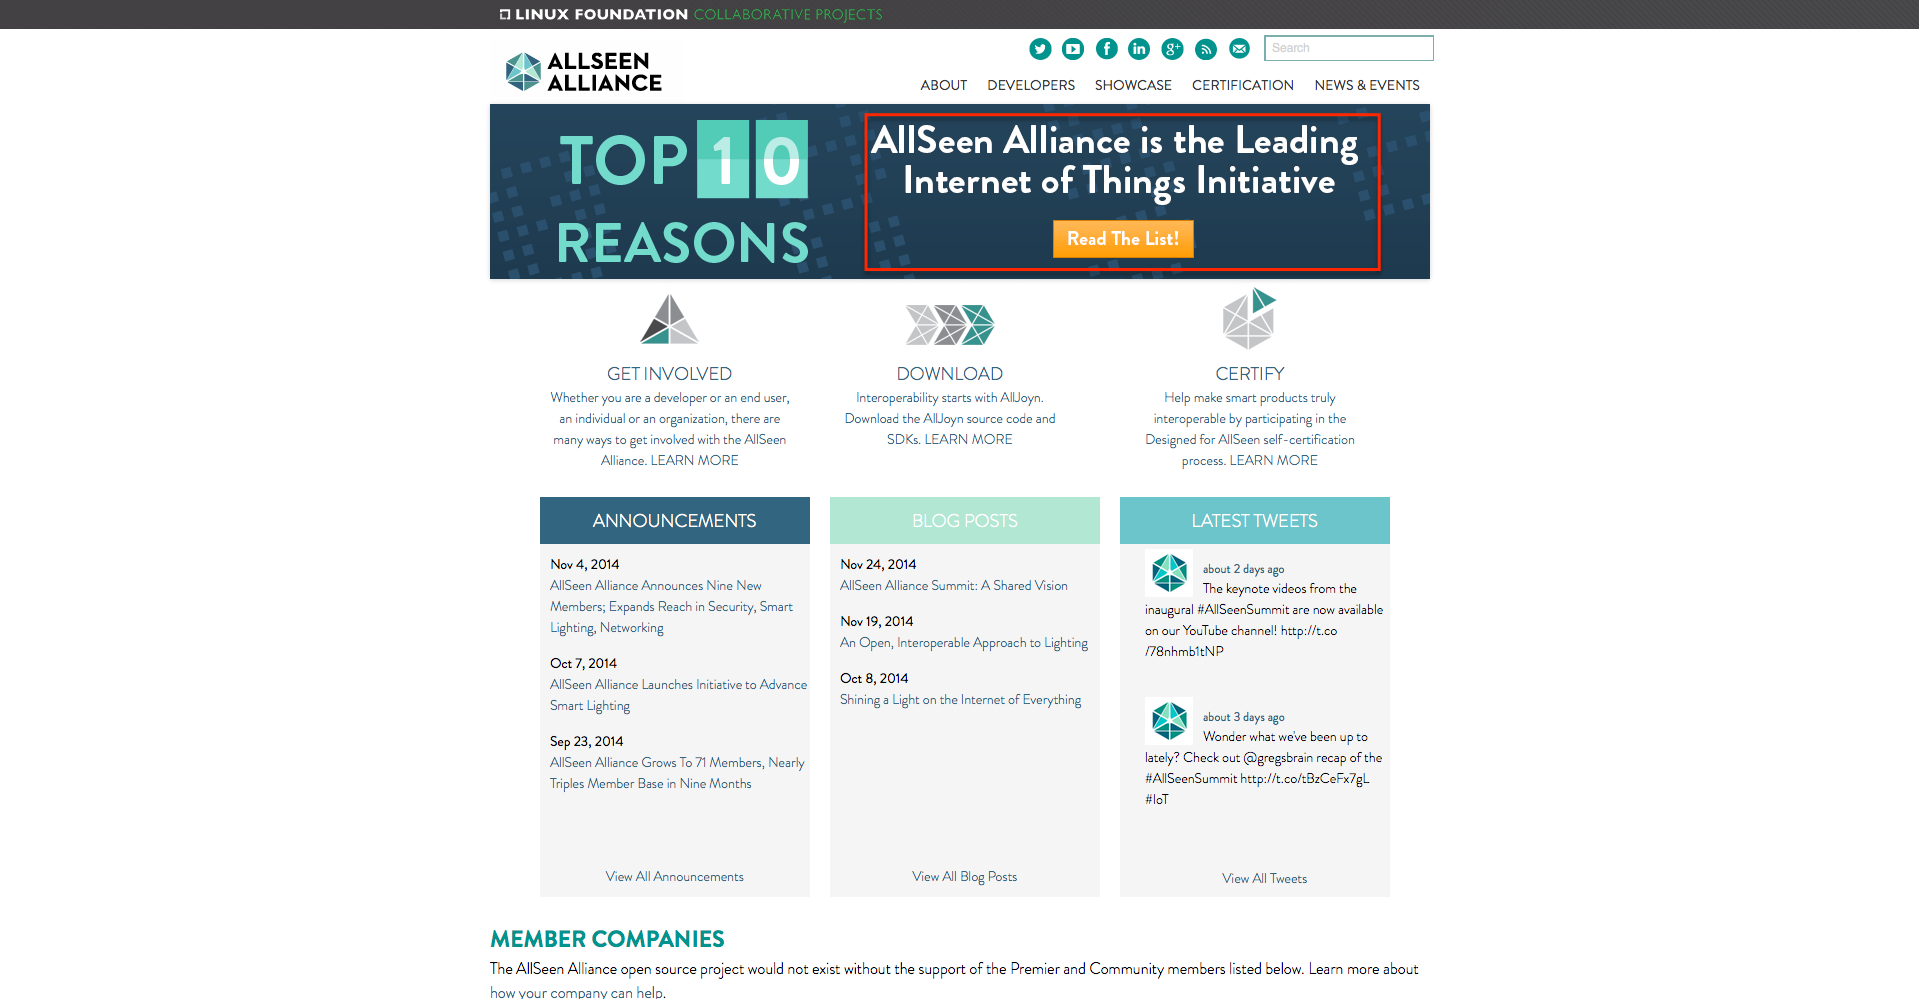 LINUX FOUNDATION COLLABORATIVE PROJECTS
ALLSEEN
ALLIANCE
g+
Search
ABOUT DEVELOPERS SHOWCASE CERTIFICATION NEWS & EVENTS
TOP 10
REASONS
AllSeen Alliance is the Leading
Internet of Things Initiative
Read The List!
GET INVOLVED
Whether you are a developer or an end user,
an individual or an organization, there are
many ways to get involved with the AllSeen
Alliance. LEARN MORE
DOWNLOAD
Interoperability starts with AllJoyn.
Download the AllJoyn source code and
SDKs. LEARN MORE
CERTIFY
Help make smart products truly
interoperable by participating in the
Designed for AllSeen self-certification
process. LEARN MORE
ANNOUNCEMENTS
Nov 4, 2014
AllSeen Alliance Announces Nine New
Members; Expands Reach in Security, Smart
Lighting, Networking
Oct 7, 2014
AllSeen Alliance Launches Initiative to Advance
Smart Lighting
Sep 23, 2014
AllSeen Alliance Grows To 71 Members, Nearly
Triples Member Base in Nine Months
View All Announcements
BLOG POSTS
Nov 24, 2014
AllSeen Alliance Summit: A Shared Vision
Nov 19, 2014
An Open, Interoperable Approach to Lighting
Oct 8, 2014
Shining a Light on the Internet of Everything
View All Blog Posts
LATEST TWEETS
about 2 days ago
The keynote videos from the
inaugural #AllSeenSummit are now available
on our YouTube channel! http://t.co
/78nhmb1tNP
about 3 days ago
Wonder what we've been up to
lately? Check out @gregsbrain recap of the
#AllSeenSummit http://t.co/tBzCeFx7gL
#IoT
View All Tweets
MEMBER COMPANIES
The AllSeen Alliance open source project would not exist without the support of the Premier and Community members listed below. Learn more about
how your company can help.